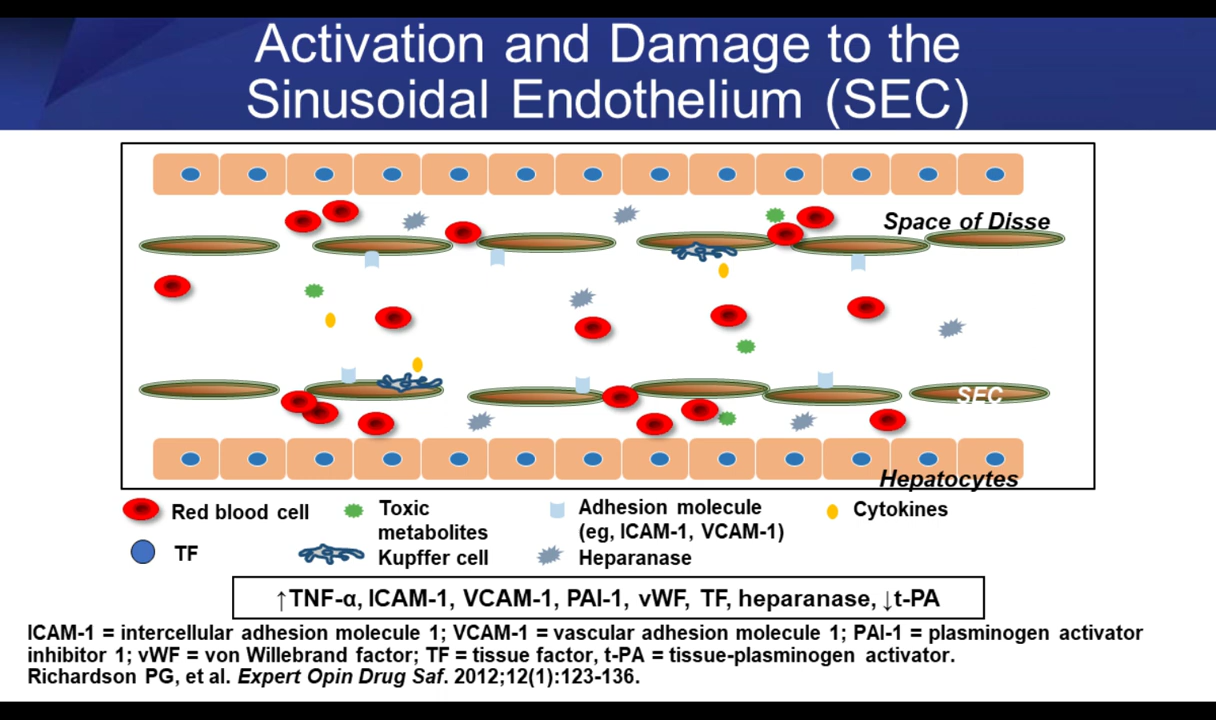 Activation and Damage to the
Sinusoidal Endothelium (SEC)
Space of Disse
SEC
Hepatocytes
Red blood cell
Toxic
metabolites
Adhesion molecule
(eg, ICAM-1, VCAM-1)
Cytokines
TF
Kupffer cell
Heparanase
↑TNF-α, ICAM-1, VCAM-1, PAI-1, vWF, TF, heparanase, ↓t-PA
ICAM-1 = intercellular adhesion molecule 1; VCAM-1 = vascular adhesion molecule 1; PAI-1 = plasminogen activator
inhibitor 1; vWF = von Willebrand factor; TF = tissue factor, t-PA = tissue-plasminogen activator.
Richardson PG, et al. Expert Opin Drug Saf. 2012;12(1):123-136.